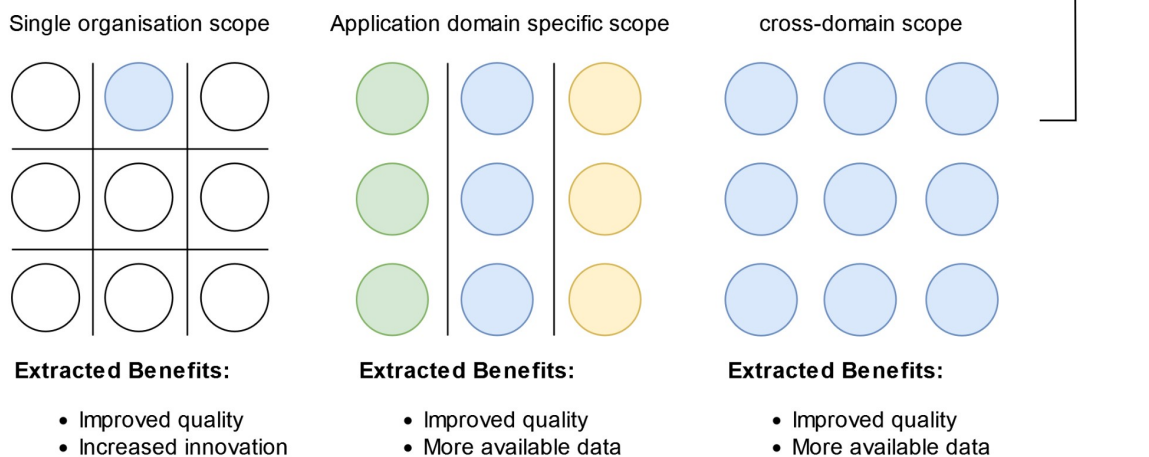 Single organisation scope
Application domain specific scope
cross-domain scope
Extracted Benefits:
• Improved quality
• Increased innovation
Extracted Benefits:
• Improved quality
• More available data
Extracted Benefits:
• Improved quality
• More available data